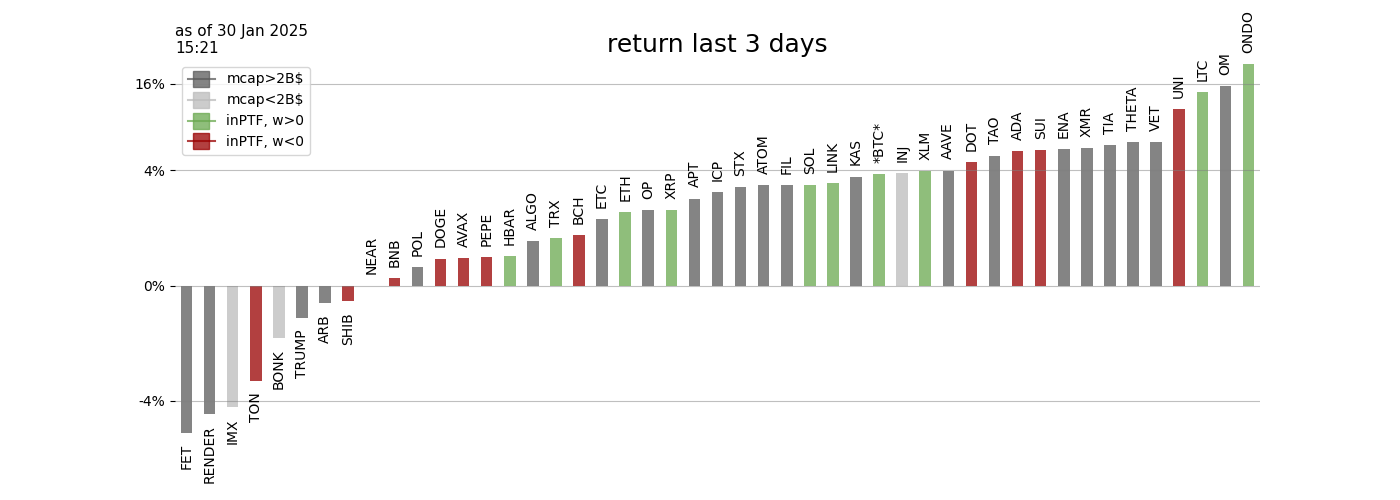 as of 30 Jan 2025
15:21
return last 3 days
mcap>2B$
mcap<2B$
inPTF, w>0
inPTF, w<0
16%
4%
0%
-4%
FET
RENDER
IMX
TON
BONK
TRUMP
ARB
SHIB
NEAR
BNB
POL
DOGE
AVAX
PEPE
HBAR
ALGO
TRX
BCH
ETC
ETH
OP
XRP
APT
ICP
STX
ATOM
FIL
SOL
LINK
KAS
*BTC*
INJ
XLM
AAVE
DOT
TAO
ADA
SUI
ENA
XMR
TIA
THETA
VET
UNI
LTC
OM
ONDO